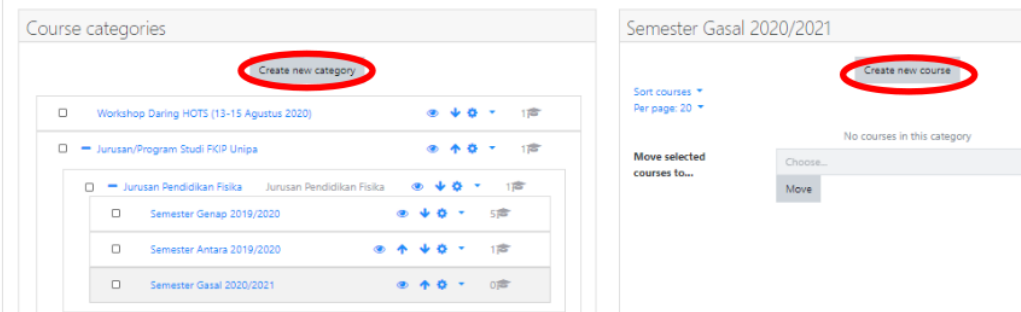 Course categories
Create new category
Workshop Daring HOTS (13-15 Agustus 2020) 1
Jurusan/Program Studi FKIP Unipa 1
Jurusan Pendidikan Fisika Jurusan Pendidikan Fisika 1
Semester Genap 2019/2020 5
Semester Antara 2019/2020 1
Semester Gasal 2020/2021 0
Semester Gasal 2020/2021
Create new course
Sort courses
Per page: 20
No courses in this category
Move selected
courses to...
Choose...
Move